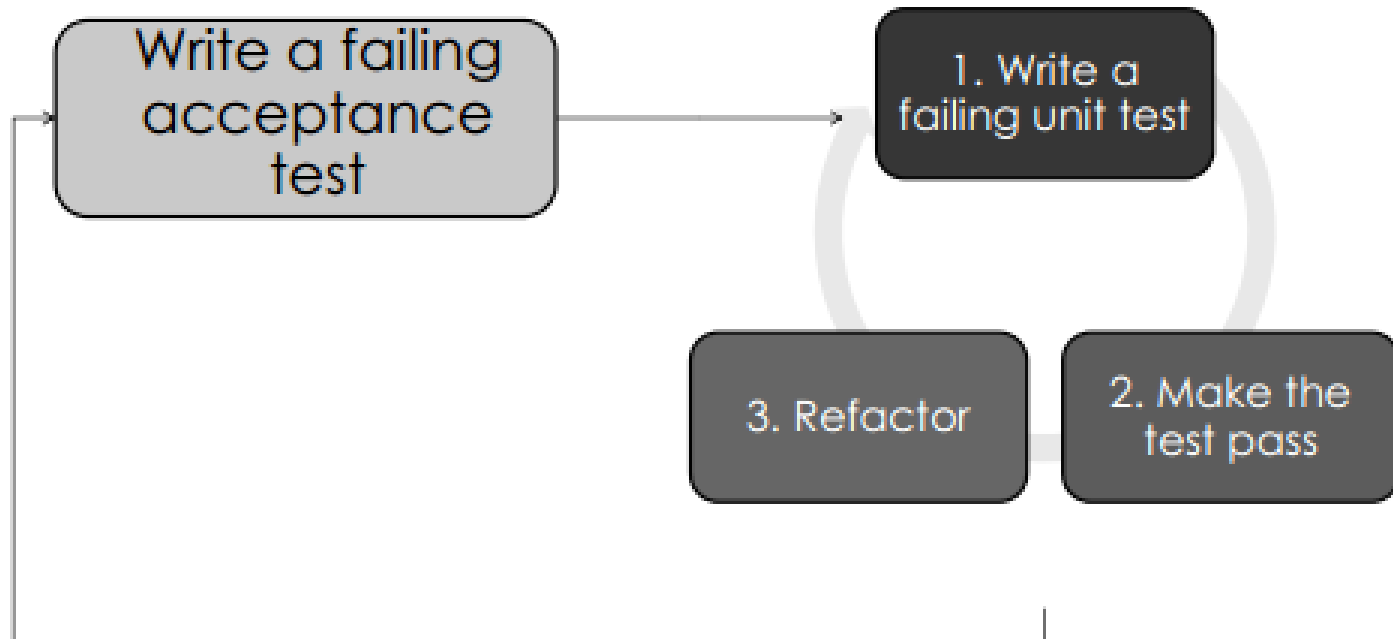 Write a failing
acceptance
test
1. Write a
failing unit test
3. Refactor
2. Make the
test pass